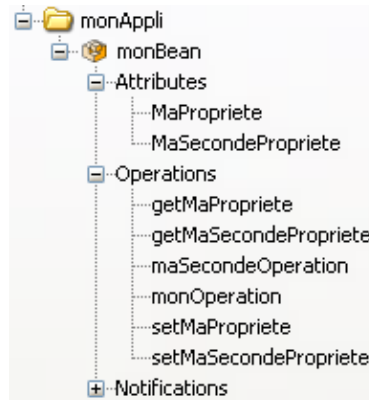 monAppli
monBean
Attributes
MaPropriete
MaSecondePropriete
Operations
getMaPropriete
getMaSecondePropriete
maSecondeOperation
monOperation
setMaPropriete
setMaSecondePropriete
Notifications